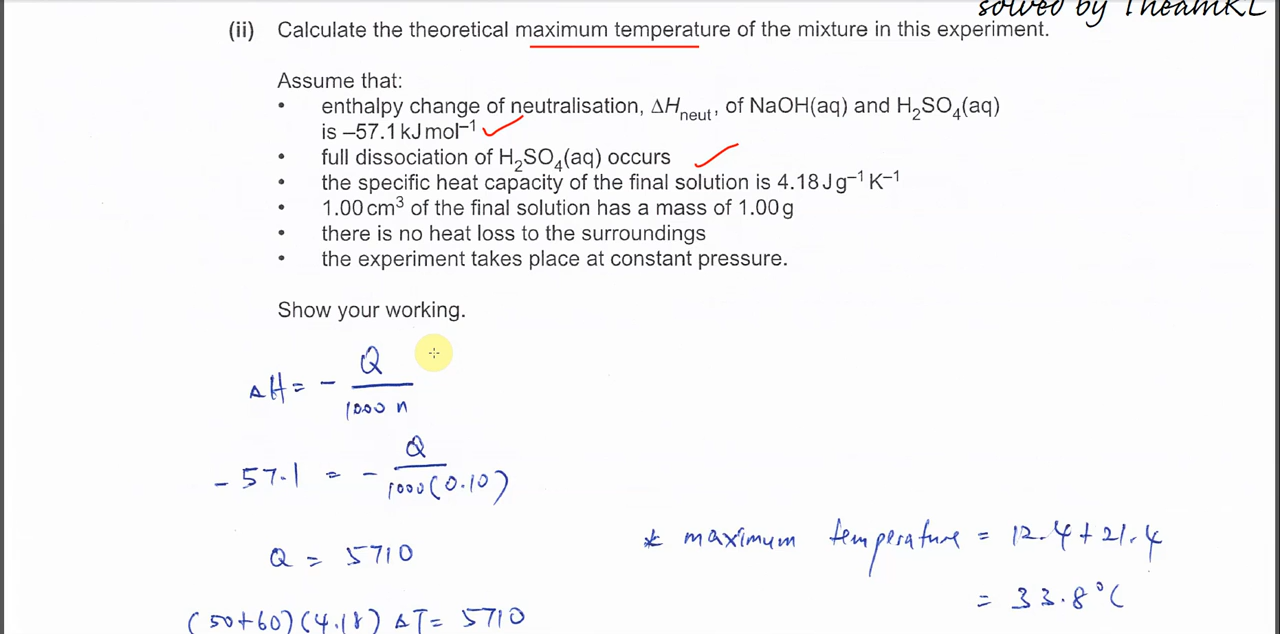 solved by TheamKL
(ii) Calculate the theoretical maximum temperature of the mixture in this experiment.
Assume that:
• enthalpy change of neutralisation, ΔHneut, of NaOH(aq) and H2SO4(aq)
is –57.1 kJ mol⁻¹
• full dissociation of H2SO4(aq) occurs
• the specific heat capacity of the final solution is 4.18 J g⁻¹ K⁻¹
• 1.00 cm³ of the final solution has a mass of 1.00 g
• there is no heat loss to the surroundings
• the experiment takes place at constant pressure.
Show your working.
ΔH = - Q / 1000 n
- 57.1 = - Q / 1000 (0.10)
Q = 5710
(50+60)(4.18) ΔT = 5710
* maximum temperature = 12.4 + 21.4
= 33.8°C